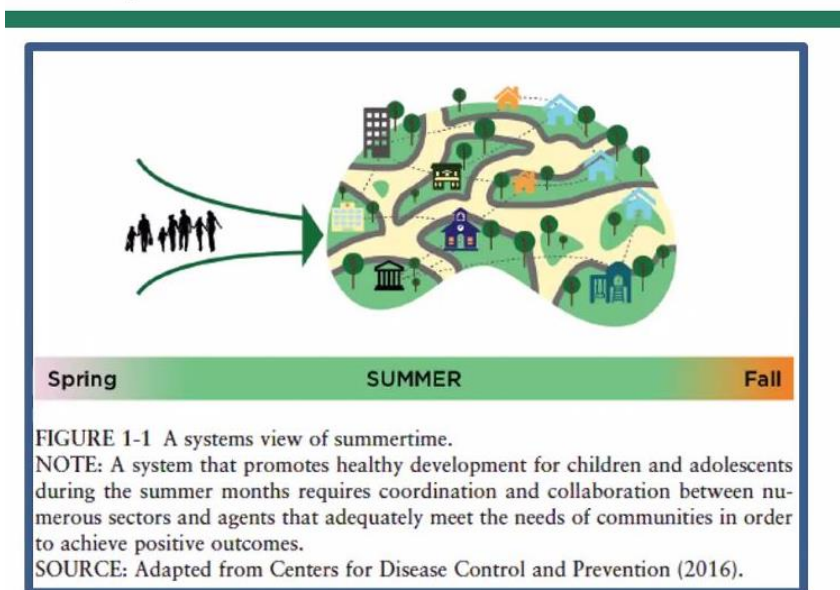 Spring SUMMER Fall
FIGURE 1-1 A systems view of summertime.
NOTE: A system that promotes healthy development for children and adolescents
during the summer months requires coordination and collaboration between nu-
merous sectors and agents that adequately meet the needs of communities in order
to achieve positive outcomes.
SOURCE: Adapted from Centers for Disease Control and Prevention (2016).